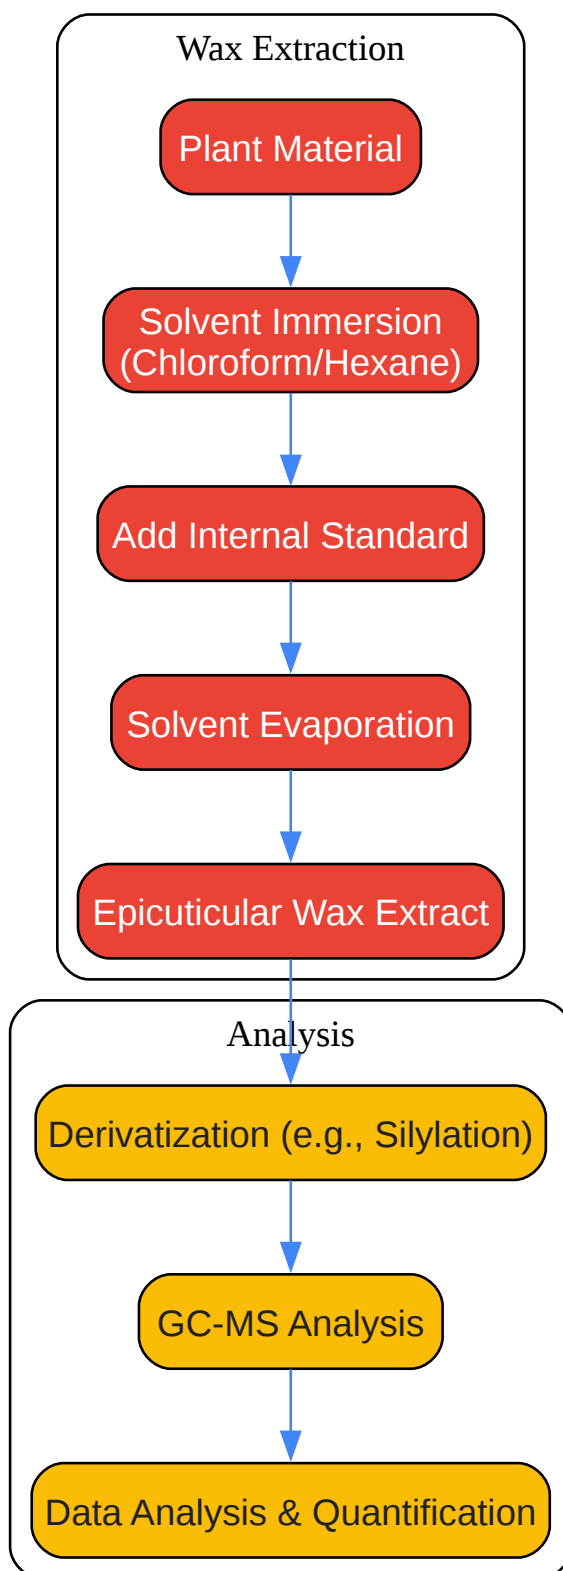 Wax Extraction
Plant Material
Solvent Immersion
(Chloroform/Hexane)
Add Internal Standard
Solvent Evaporation
Epicuticular Wax Extract
Analysis
Derivatization (e.g., Silylation)
GC-MS Analysis
Data Analysis & Quantification